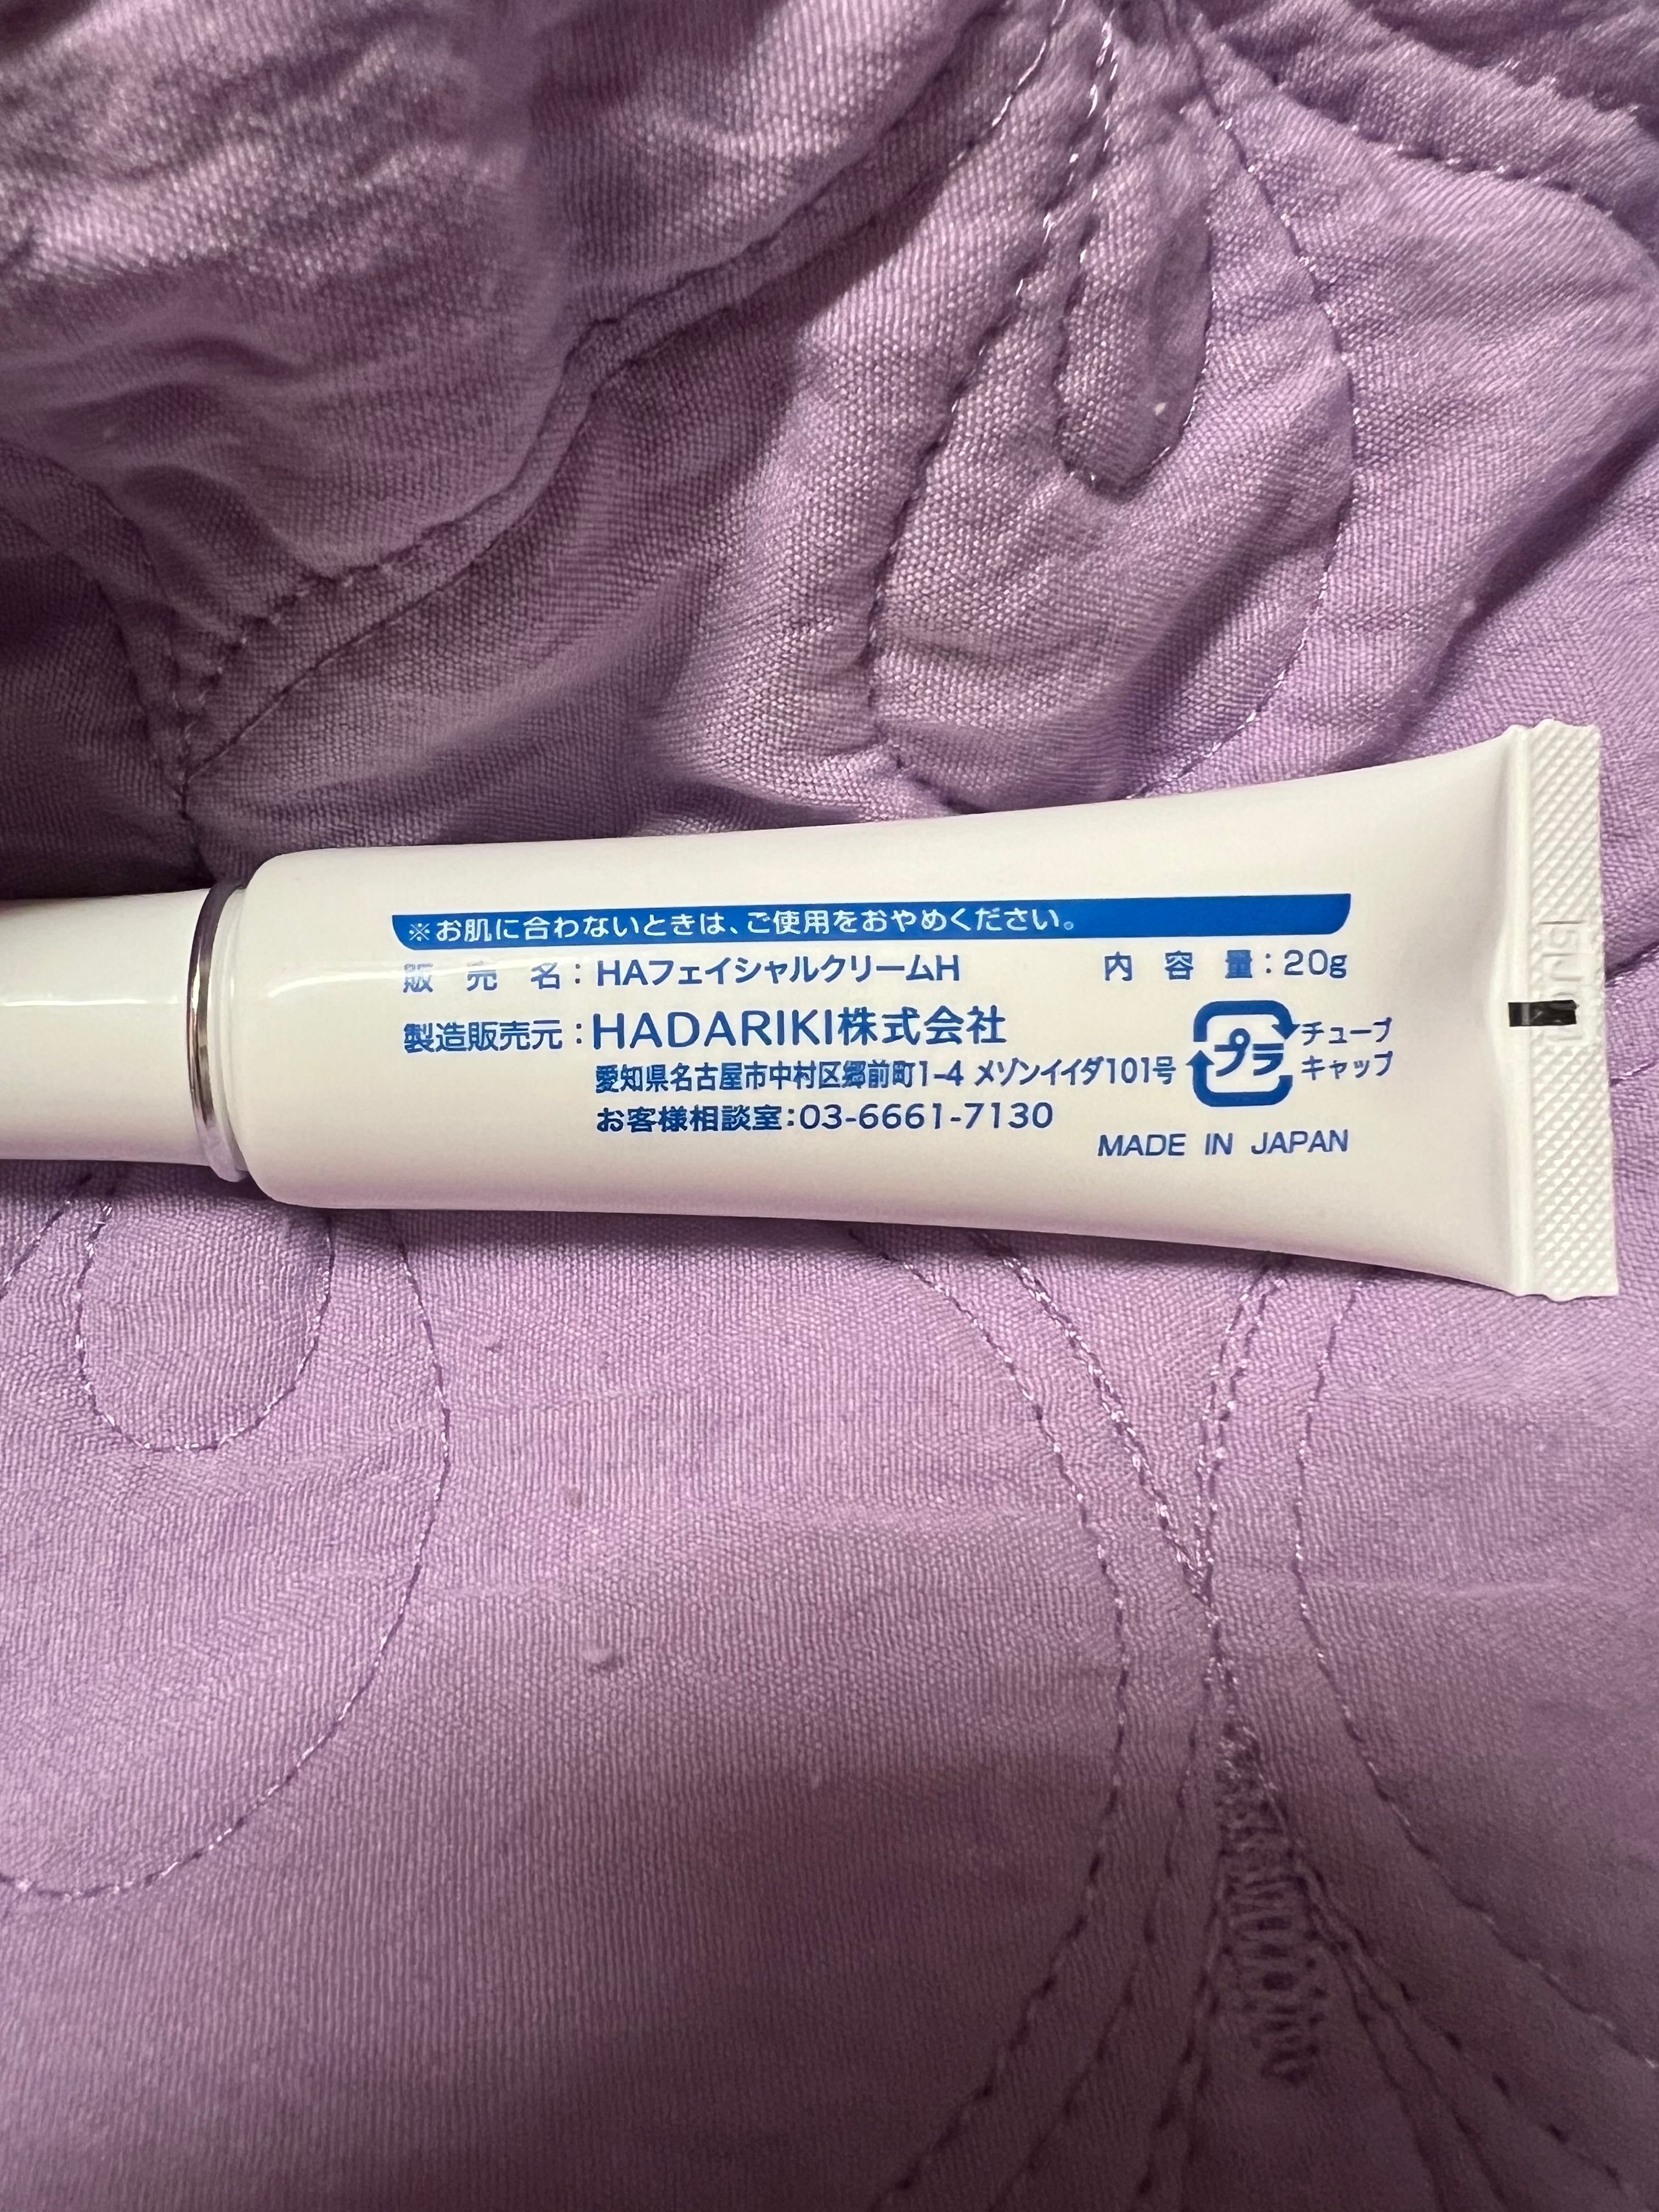 ※お肌に合わないときは、ご使用をおやめください。
販売名：HAフェイシャルクリームH 内容量：20g
製造販売元：HADARIKI株式会社
愛知県名古屋市中村区郷前町1-4 メゾンイイダ101号
お客様相談室：03-6661-7130
プラ
チューブ
キャップ
MADE IN JAPAN